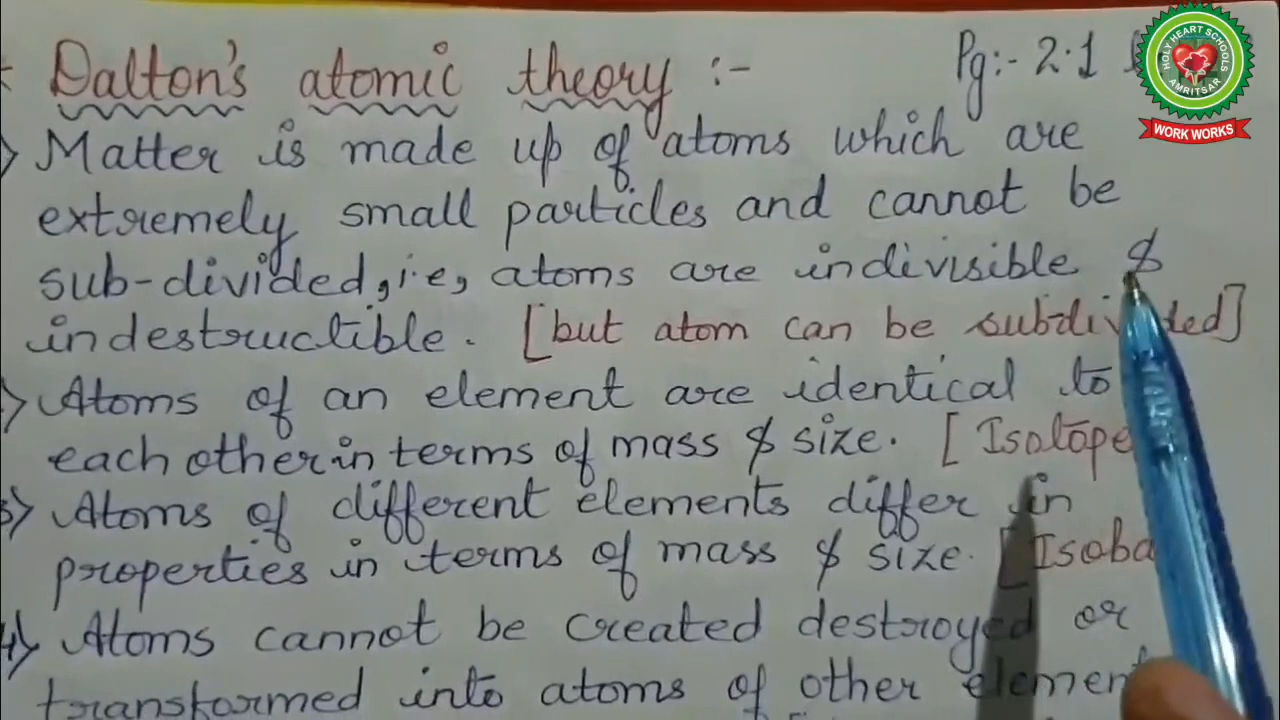 Dalton's atomic theory :-
Pg:- 2.1
HOLY HEART SCHOOLS
AMRITSAR
WORK WORKS
Matter is made up of atoms which are
extremely small particles and cannot be
sub-divided, i.e, atoms are indivisible &
indestructible. [but atom can be subdivided]
Atoms of an element are identical to
each other in terms of mass & size. [Isotope
3) Atoms of different elements differ in
properties in terms of mass & size. [Isoba
4) Atoms cannot be created destroyed or
transformed into atoms of other elemen